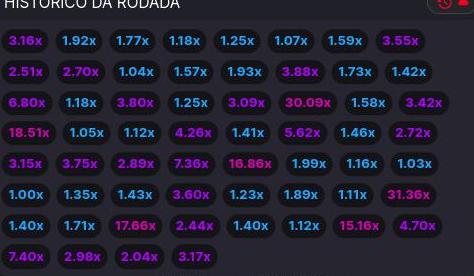 HISTÓRICO DA RODADA
3.16x 1.92x 1.77x 1.18x 1.25x 1.07x 1.59x 3.55x
2.51x 2.70x 1.04x 1.57x 1.93x 3.88x 1.73x 1.42x
6.80x 1.18x 3.80x 1.25x 3.09x 30.09x 1.58x 3.42x
18.51x 1.05x 1.12x 4.26x 1.41x 5.62x 1.46x 2.72x
3.15x 3.75x 2.89x 7.36x 16.86x 1.99x 1.16x 1.03x
1.00x 1.35x 1.43x 3.60x 1.23x 1.89x 1.11x 31.36x
1.40x 1.71x 17.66x 2.44x 1.40x 1.12x 15.16x 4.70x
7.40x 2.98x 2.04x 3.17x